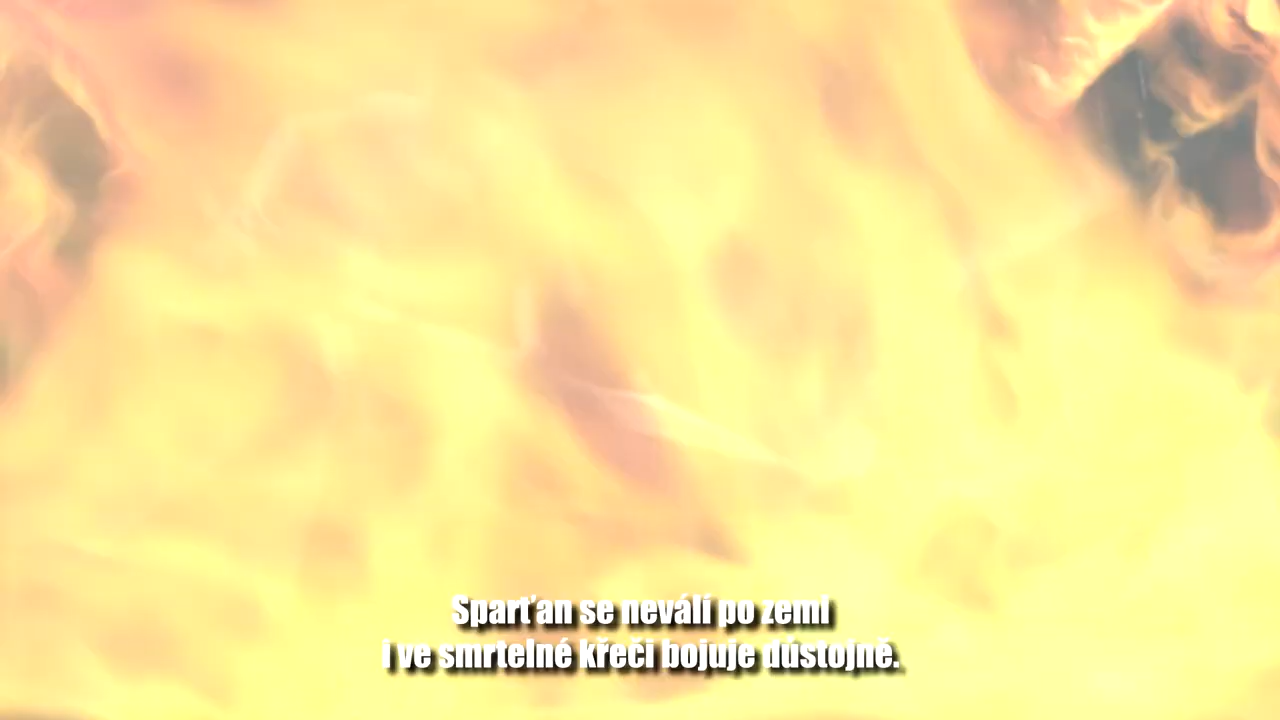 Sparťan se neválí po zemi
I ve smrtelné křeči bojuje důstojně.